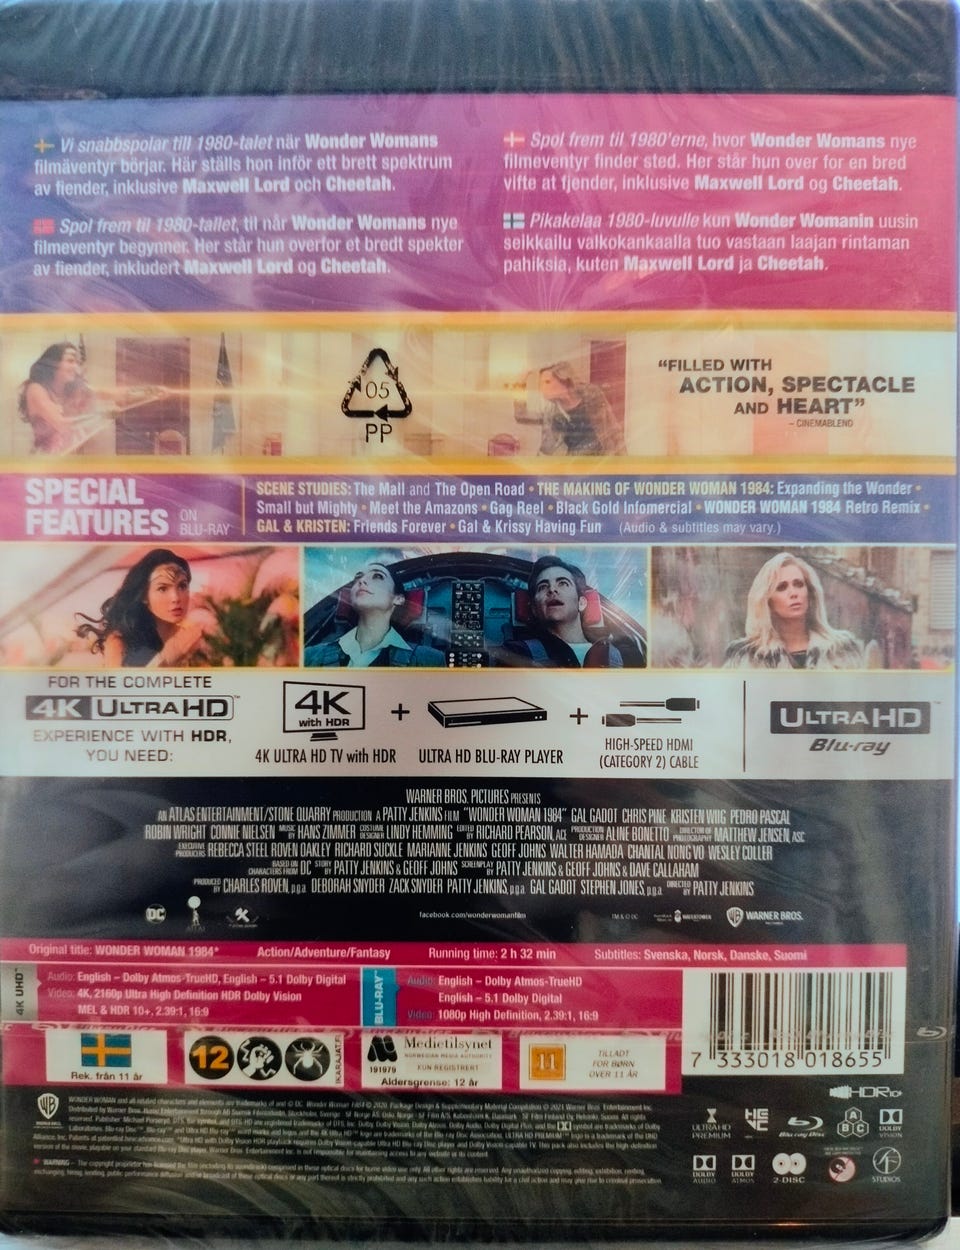 Vi snabbspolar till 1980-talet när Wonder Womans
filmäventyr börjar. Här ställs hon inför ett brett spektrum
av fiender, inklusive Maxwell Lord och Cheetah.
Spol frem til 1980-tallet, til når Wonder Womans nye
filmeventyr begynner. Her står hun overfor et bredt spekter
av fiender, inkludert Maxwell Lord og Cheetah.
Spol frem til 1980'erne, hvor Wonder Womans nye
filmeventyr finder sted. Her står hun over for en bred
vifte at fjender, inklusive Maxwell Lord og Cheetah.
Pikakelaa 1980-luvulle kun Wonder Womanin uusin
seikkailu valkokankaalla tuo vastaan laajan rintaman
pahiksia, kuten Maxwell Lord ja Cheetah.
05
PP
“FILLED WITH
ACTION, SPECTACLE
AND HEART”
– CINEMABLEND
SPECIAL
FEATURES ON
BLU-RAY
SCENE STUDIES: The Mall and The Open Road • THE MAKING OF WONDER WOMAN 1984: Expanding the Wonder •
Small but Mighty • Meet the Amazons • Gag Reel • Black Gold Infomercial • WONDER WOMAN 1984 Retro Remix •
GAL & KRISTEN: Friends Forever • Gal & Krissy Having Fun (Audio & subtitles may vary.)
FOR THE COMPLETE
4K ULTRA HD™
EXPERIENCE WITH HDR,
YOU NEED:
4K
with HDR
4K ULTRA HD TV with HDR
+
ULTRA HD BLU-RAY PLAYER
+
HIGH-SPEED HDMI
(CATEGORY 2) CABLE
ULTRA HD™
Blu-ray
WARNER BROS. PICTURES PRESENTS
AN ATLAS ENTERTAINMENT/STONE QUARRY PRODUCTION A PATTY JENKINS FILM "WONDER WOMAN 1984" GAL GADOT CHRIS PINE KRISTEN WIIG PEDRO PASCAL
ROBIN WRIGHT CONNIE NIELSEN MUSIC BY HANS ZIMMER COSTUME DESIGNER LINDY HEMMING EDITED BY RICHARD PEARSON, ACE PRODUCTION DESIGNER ALINE BONETTO DIRECTOR OF PHOTOGRAPHY MATTHEW JENSEN, ASC
EXECUTIVE PRODUCERS REBECCA STEEL ROVEN OAKLEY RICHARD SUCKLE MARIANNE JENKINS GEOFF JOHNS WALTER HAMADA CHANTAL NONG VO WESLEY COLLER
BASED ON CHARACTERS FROM DC STORY BY PATTY JENKINS & GEOFF JOHNS SCREENPLAY BY PATTY JENKINS & GEOFF JOHNS & DAVE CALLAHAM
PRODUCED BY CHARLES ROVEN, p.g.a. DEBORAH SNYDER ZACK SNYDER PATTY JENKINS, p.g.a. GAL GADOT STEPHEN JONES, p.g.a. DIRECTED BY PATTY JENKINS
DC
facebook.com/wonderwomanfilm
TM & © DC
WB WARNER BROS.
Original title: WONDER WOMAN 1984* Action/Adventure/Fantasy Running time: 2 h 32 min Subtitles: Svenska, Norsk, Danske, Suomi
4K UHD™
Audio: English – Dolby Atmos-TrueHD, English – 5.1 Dolby Digital
Video: 4K, 2160p Ultra High Definition HDR Dolby Vision
MEL & HDR 10+, 2.39:1, 16:9
BLU-RAY™
Audio: English – Dolby Atmos-TrueHD
English – 5.1 Dolby Digital
Video: 1080p High Definition, 2.39:1, 16:9
Rek. från 11 år
12
IKARAJAT.FI
Medietilsynet
NORWEGIAN MEDIA AUTHORITY
191979 KUN REGISTRERT
Aldersgrense: 12 år
11
TILLADT
FOR BØRN
OVER 11 ÅR
7 333018 018655
HDR10+
ULTRA HD
PREMIUM
Blu-ray Disc
A
B C
DOLBY
VISION
DOLBY
AUDIO
DOLBY
ATMOS
2-DISC
STUDIOS